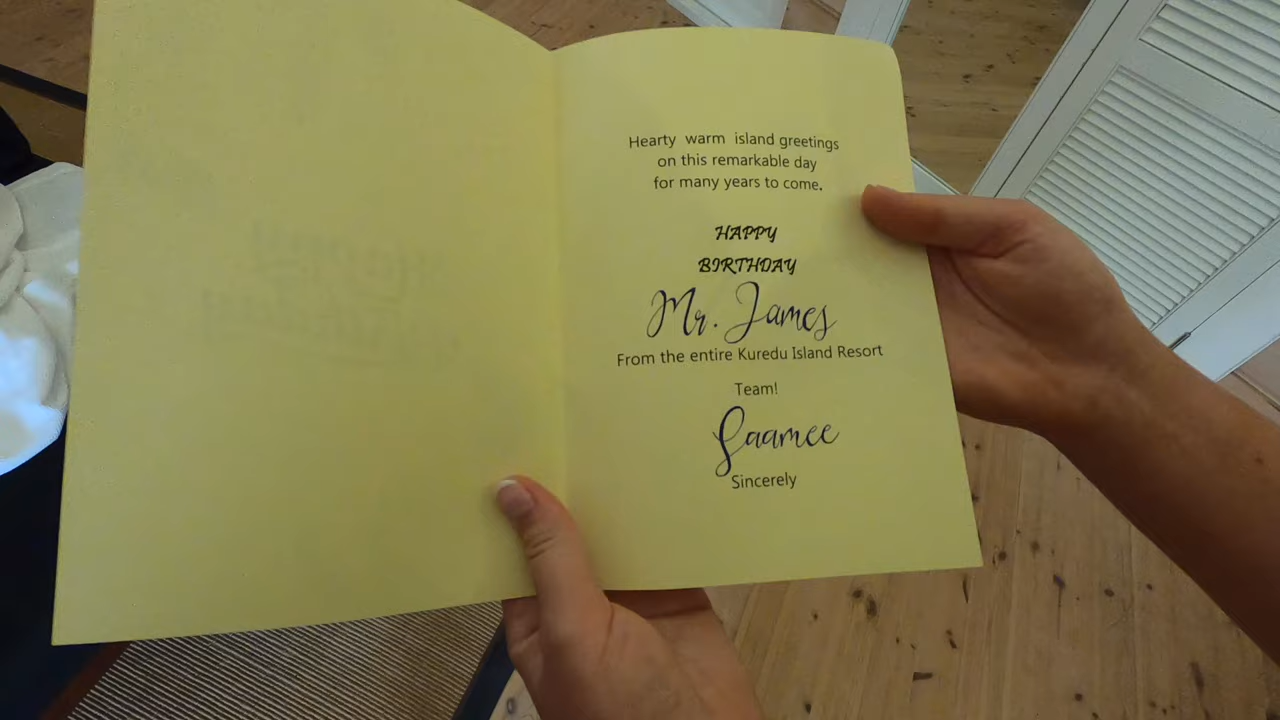 Hearty warm island greetings
on this remarkable day
for many years to come.
HAPPY
BIRTHDAY
Mr. James
From the entire Kuredu Island Resort
Team!
Saamee
Sincerely